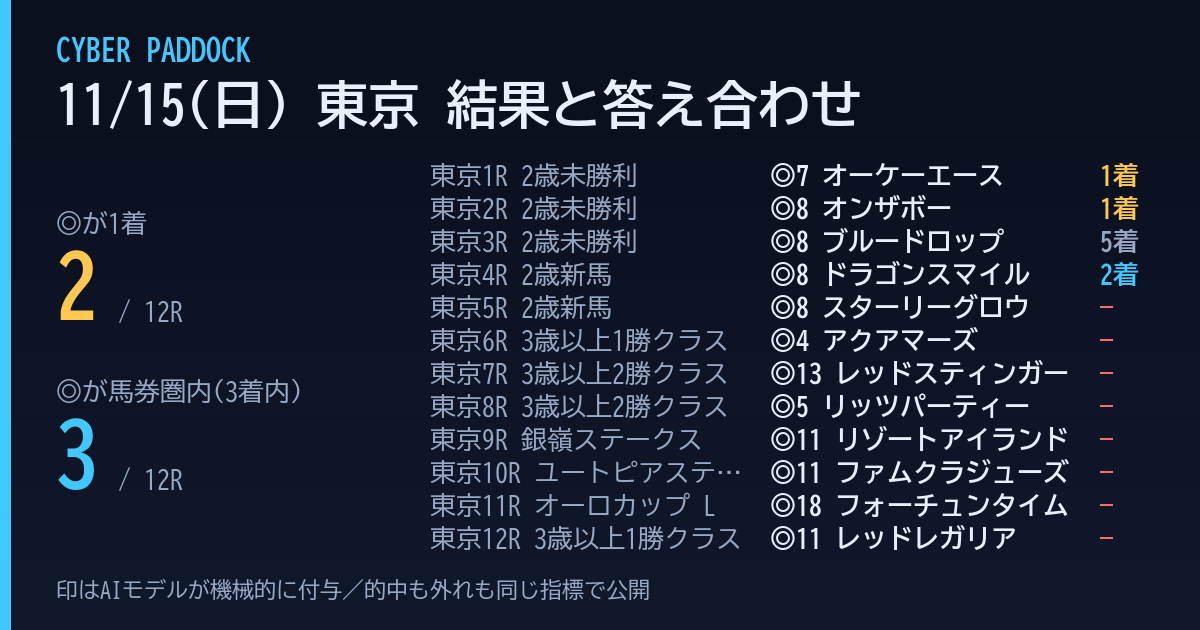 CYBER PADDOCK
11/15(日) 東京 結果と答え合わせ
◎が1着
2 / 12R
◎が馬券圏内(3着内)
3 / 12R
東京1R 2歳未勝利 ◎7 オーケーエース 1着
東京2R 2歳未勝利 ◎8 オンザボー 1着
東京3R 2歳未勝利 ◎8 ブルードロップ 5着
東京4R 2歳新馬 ◎8 ドラゴンスマイル 2着
東京5R 2歳新馬 ◎8 スターリーグロウ −
東京6R 3歳以上1勝クラス ◎4 アクアマーズ −
東京7R 3歳以上2勝クラス ◎13 レッドスティンガー −
東京8R 3歳以上2勝クラス ◎5 リッツパーティー −
東京9R 銀嶺ステークス ◎11 リゾートアイランド −
東京10R ユートピアステ… ◎11 ファムクラジューズ −
東京11R オーロカップ L ◎18 フォーチュンタイム −
東京12R 3歳以上1勝クラス ◎11 レッドレガリア −
印はAIモデルが機械的に付与／的中も外れも同じ指標で公開